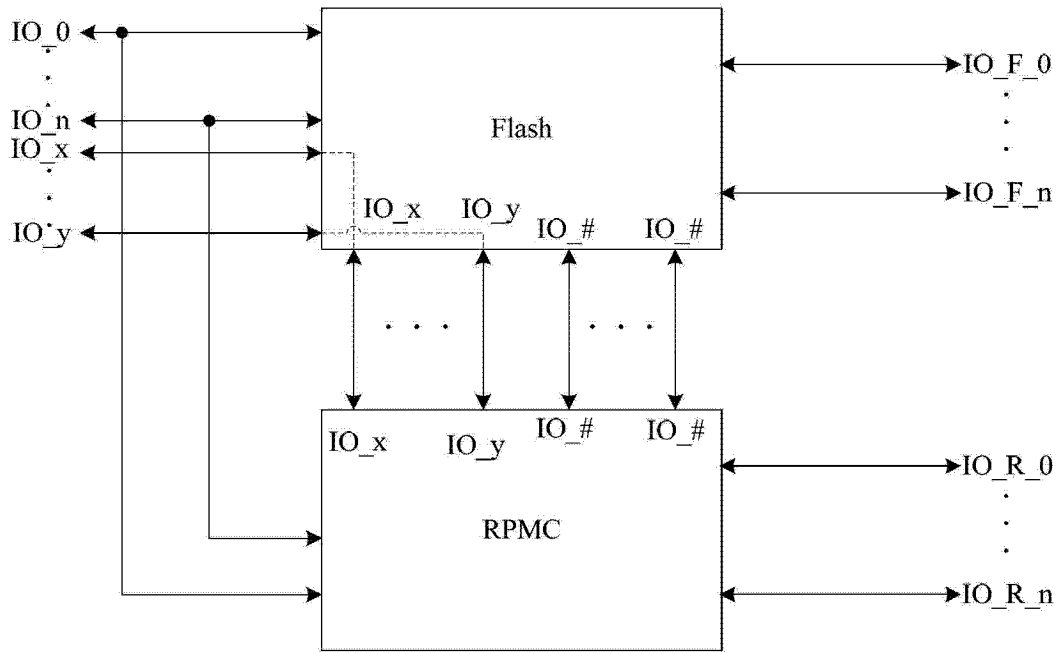 IO_0
IO_n
IO_x
IO_y
Flash
IO_x
IO_y
IO_#
IO_#
IO_F_0
IO_F_n
IO_x
IO_y
IO_#
IO_#
RPMC
IO_R_0
IO_R_n